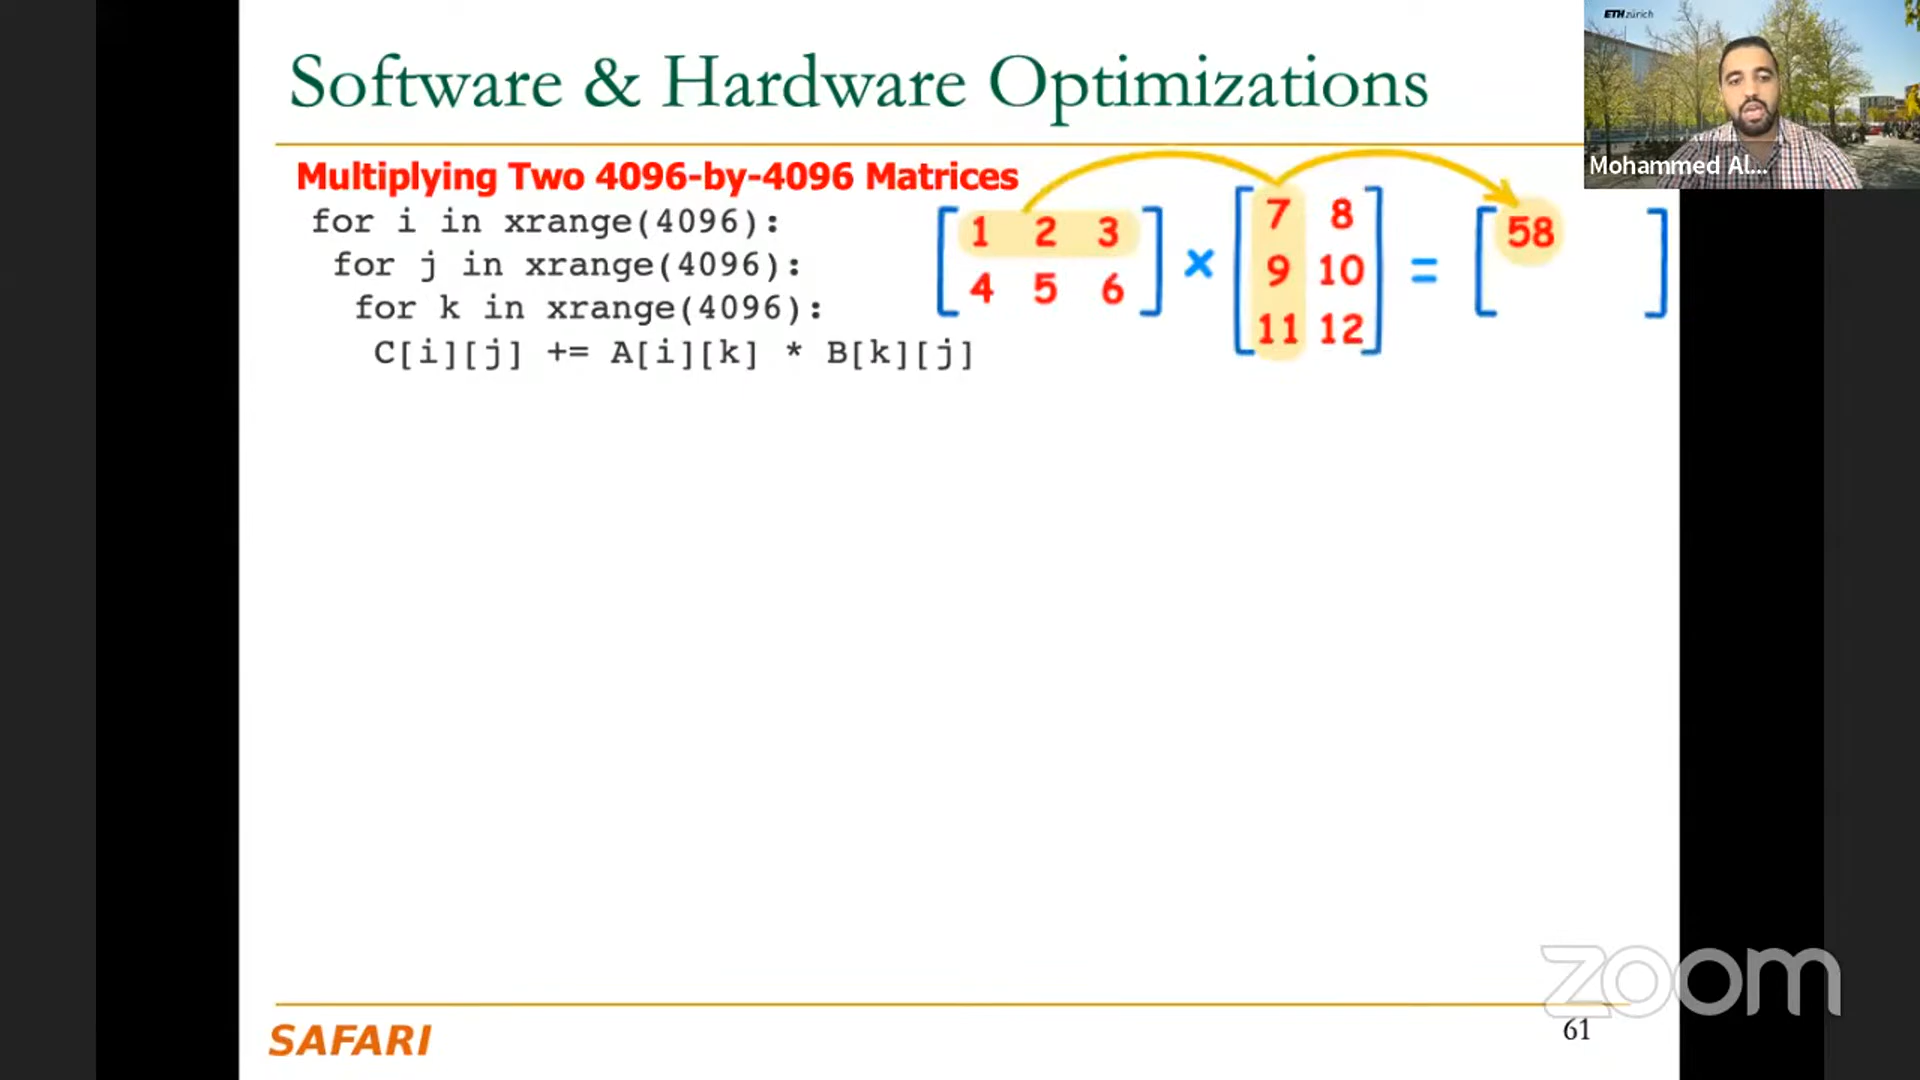 Software & Hardware Optimizations
ETH zürich
Mohammed Al...
Multiplying Two 4096-by-4096 Matrices
for i in xrange(4096):
for j in xrange(4096):
for k in xrange(4096):
C[i][j] += A[i][k] * B[k][j]
1 2 3
4 5 6
×
7 8
9 10
11 12
=
58
zoom
SAFARI
61